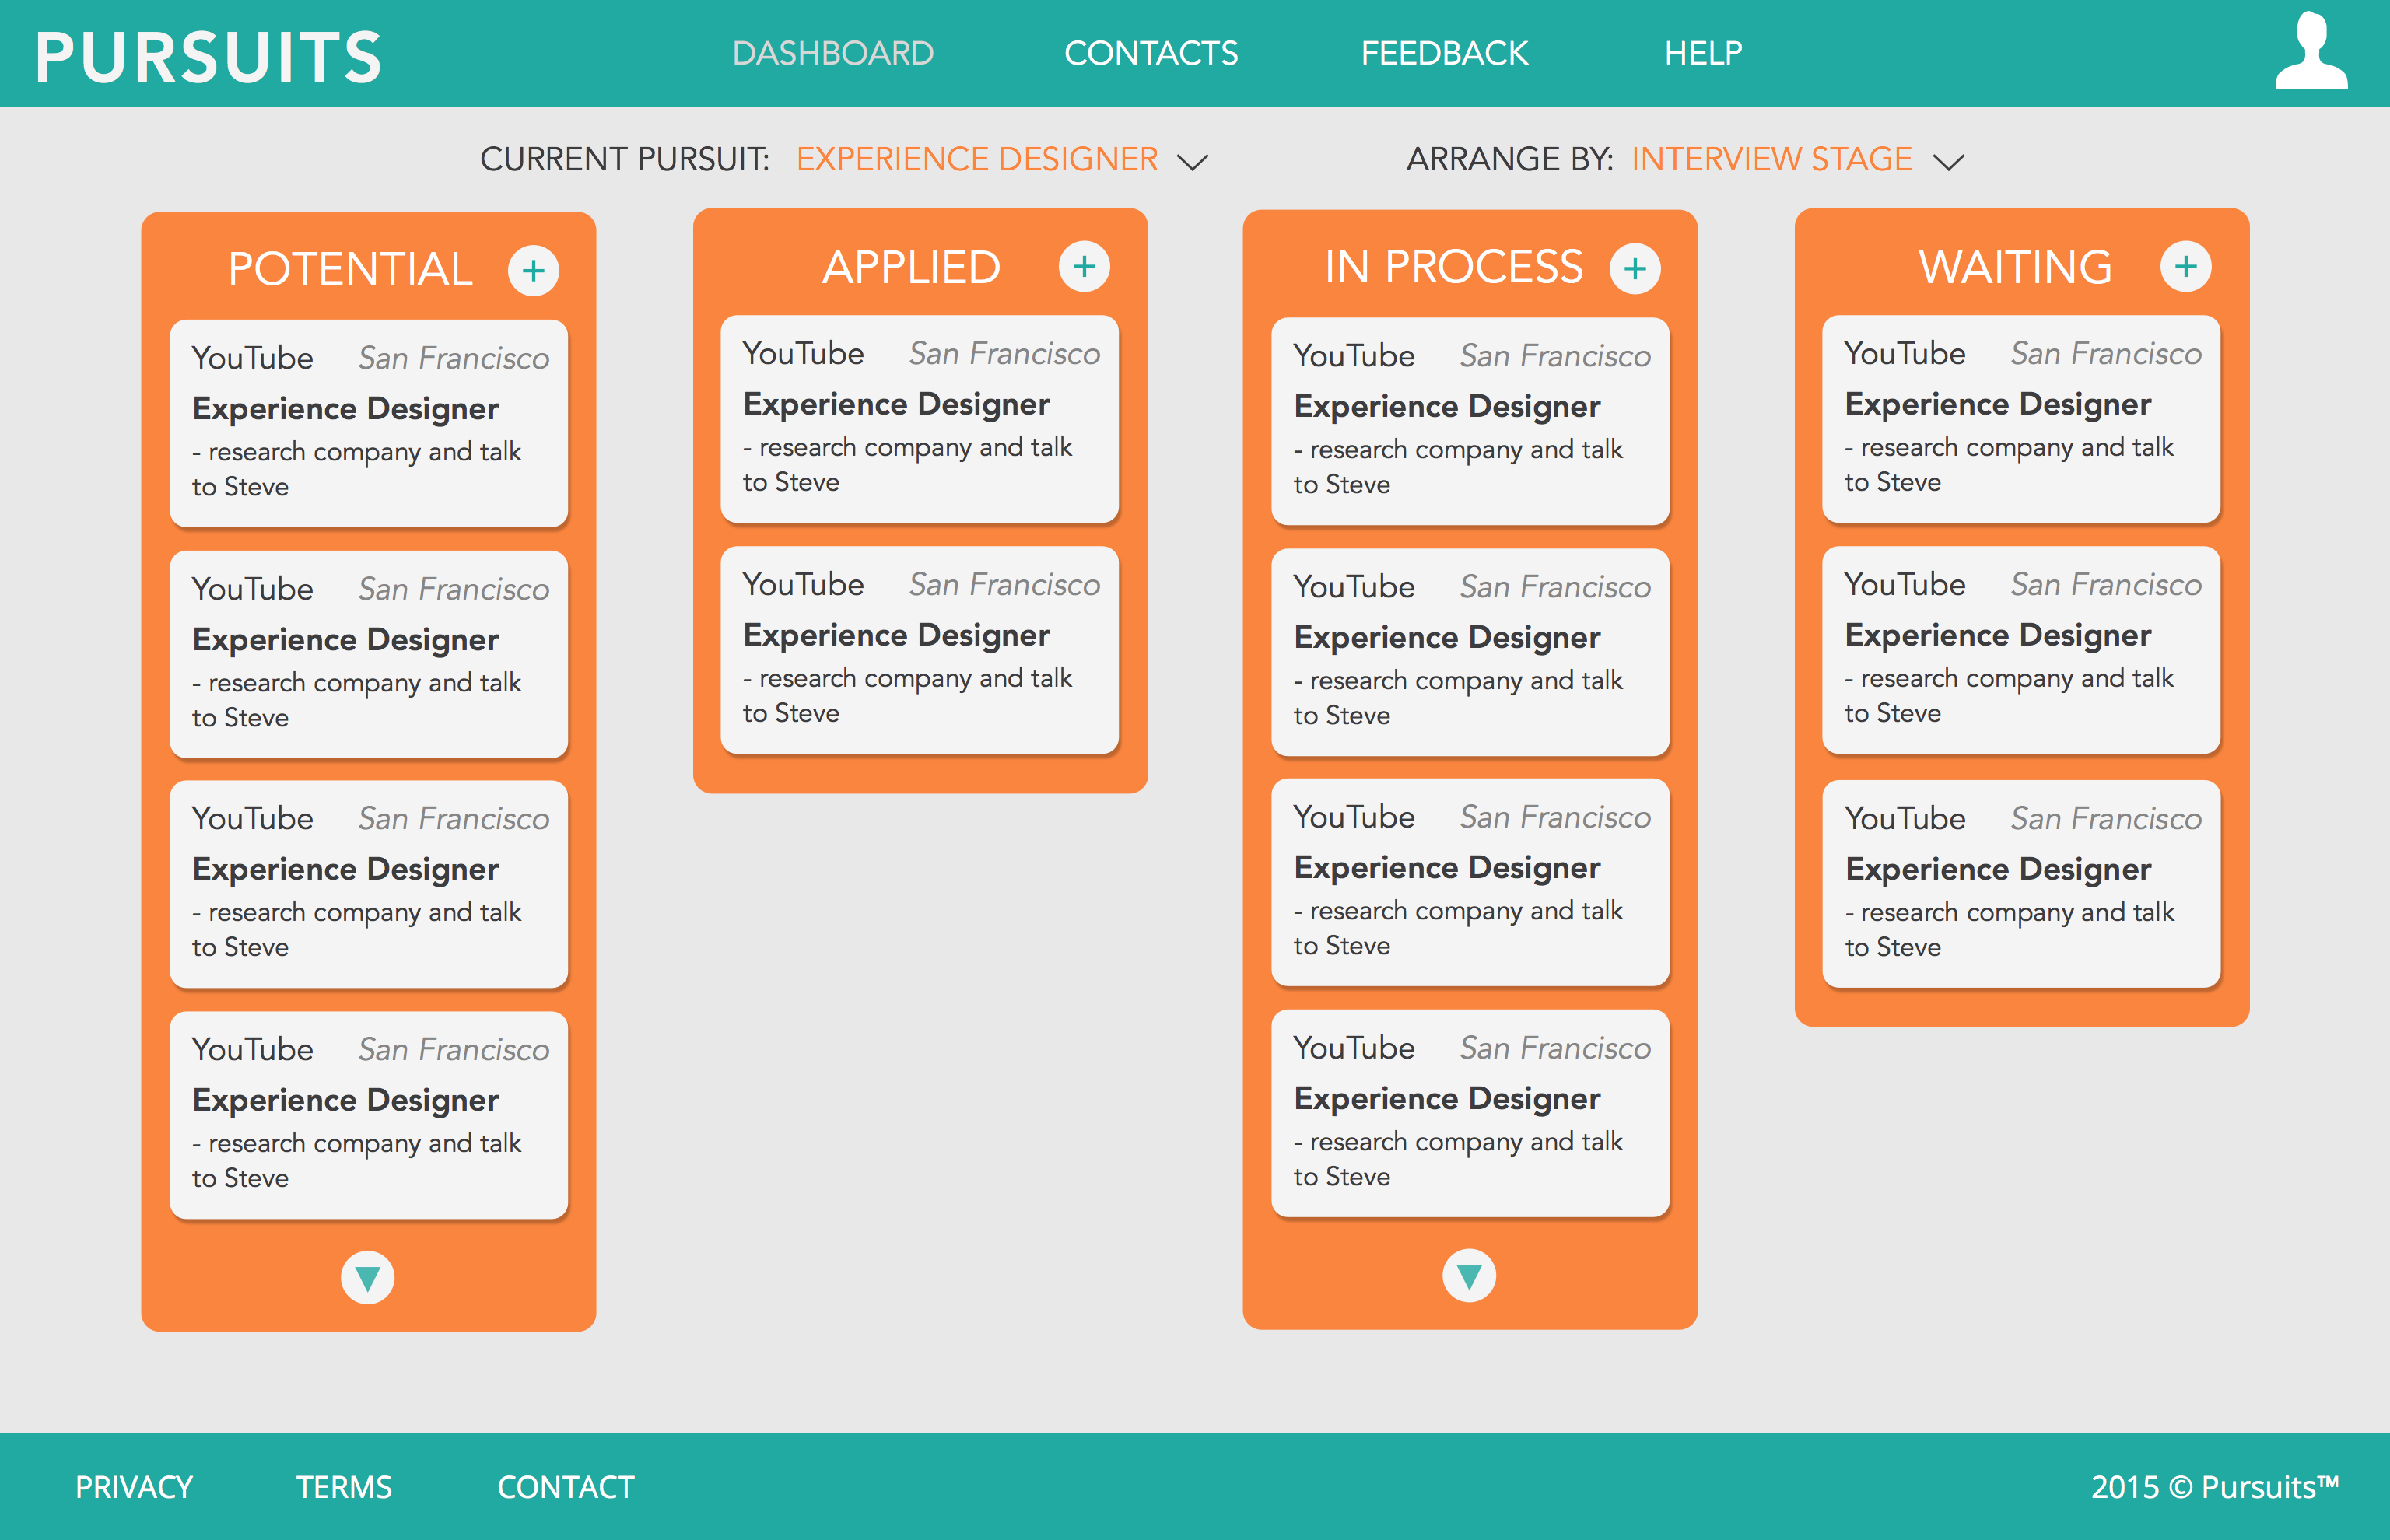 PURSUITS
DASHBOARD
CONTACTS
FEEDBACK
HELP
CURRENT PURSUIT: EXPERIENCE DESIGNER
ARRANGE BY: INTERVIEW STAGE
POTENTIAL +
YouTube San Francisco
Experience Designer
- research company and talk
to Steve
YouTube San Francisco
Experience Designer
- research company and talk
to Steve
YouTube San Francisco
Experience Designer
- research company and talk
to Steve
YouTube San Francisco
Experience Designer
- research company and talk
to Steve
APPLIED +
YouTube San Francisco
Experience Designer
- research company and talk
to Steve
YouTube San Francisco
Experience Designer
- research company and talk
to Steve
IN PROCESS +
YouTube San Francisco
Experience Designer
- research company and talk
to Steve
YouTube San Francisco
Experience Designer
- research company and talk
to Steve
YouTube San Francisco
Experience Designer
- research company and talk
to Steve
YouTube San Francisco
Experience Designer
- research company and talk
to Steve
WAITING +
YouTube San Francisco
Experience Designer
- research company and talk
to Steve
YouTube San Francisco
Experience Designer
- research company and talk
to Steve
YouTube San Francisco
Experience Designer
- research company and talk
to Steve
PRIVACY
TERMS
CONTACT
2015 © Pursuits™